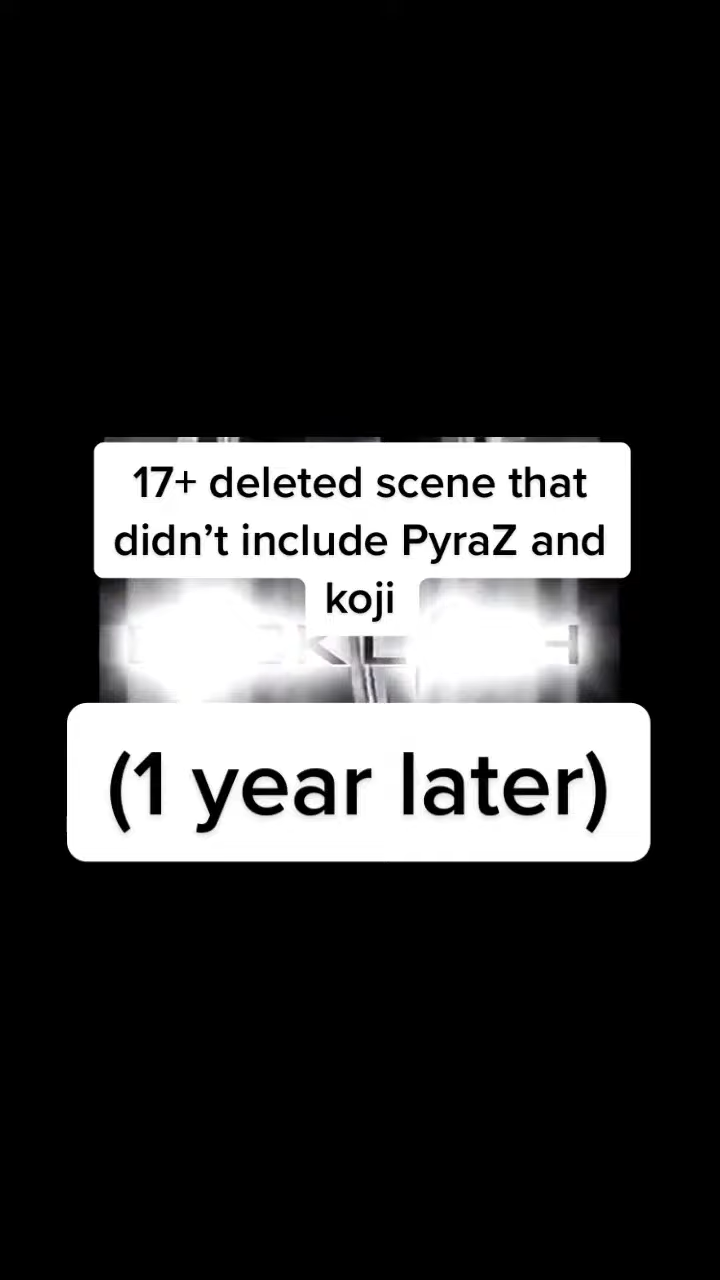 17+ deleted scene that
didn’t include PyraZ and
koji
(1 year later)